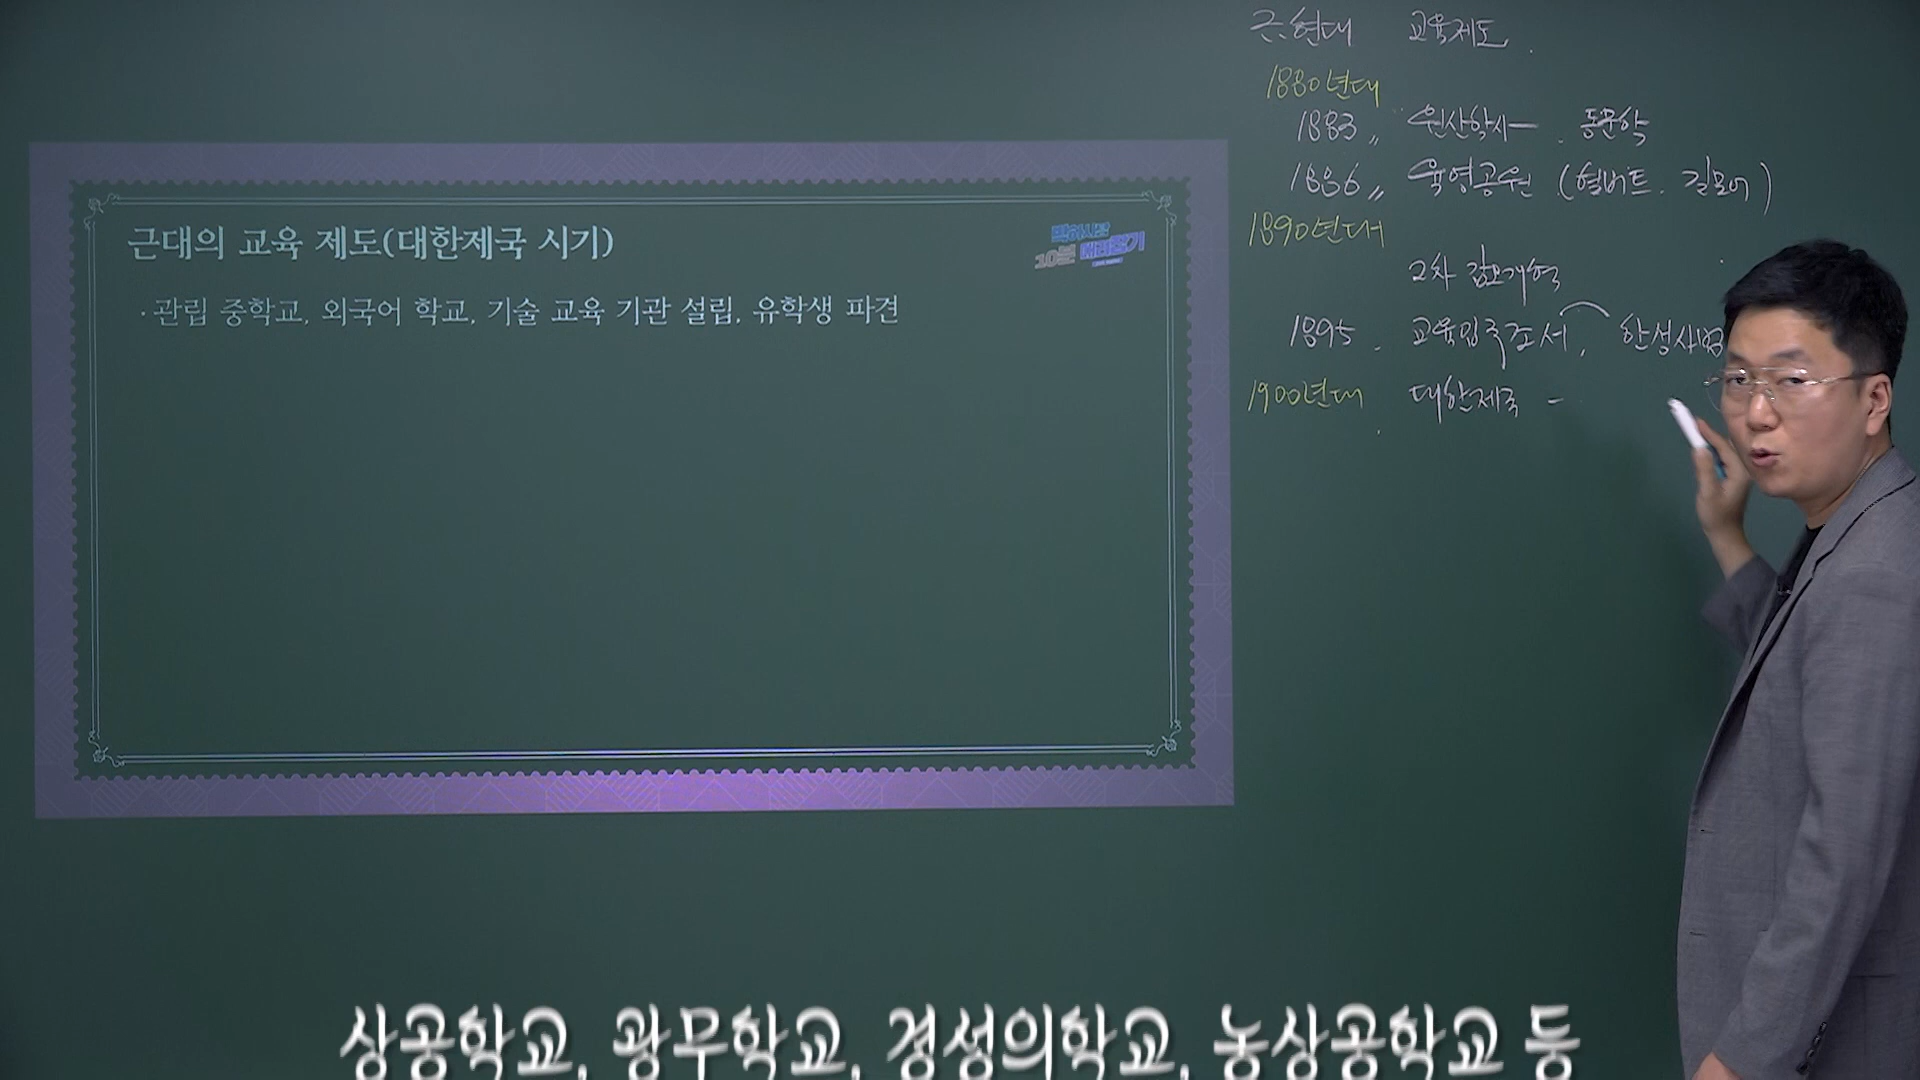 근대의 교육 제도(대한제국 시기)
10분
· 관립 중학교, 외국어 학교, 기술 교육 기관 설립, 유학생 파견
근·현대 교육제도.
1880년대
1883 〃 원산학사 . 동문학
1886 〃 육영공원 (헐버트. 길모어)
1890년대
2차 갑오개혁
1895 . 교육입국조서, 한성사범
1900년대 대한제국 -
상공학교, 광무학교, 경성의학교, 농상공학교 등